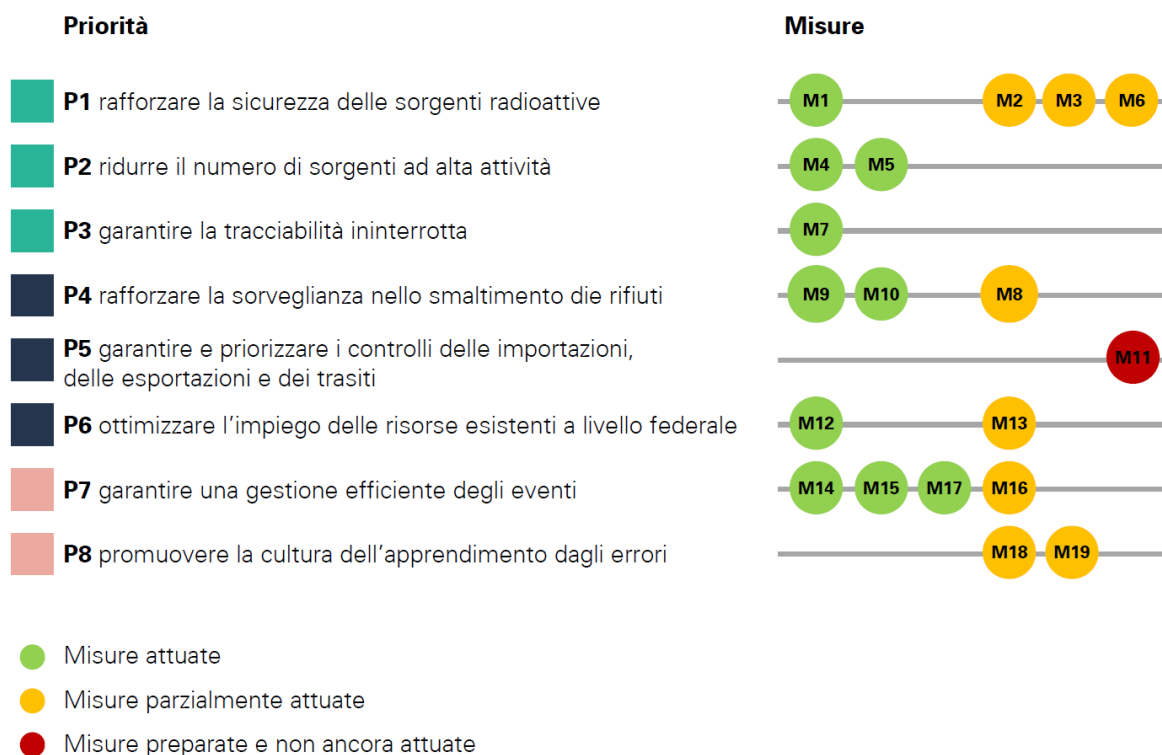 Priorità Misure
P1 rafforzare la sicurezza delle sorgenti radioattive M1 M2 M3 M6
P2 ridurre il numero di sorgenti ad alta attività M4 M5
P3 garantire la tracciabilità ininterrotta M7
P4 rafforzare la sorveglianza nello smaltimento die rifiuti M9 M10 M8
P5 garantire e priorizzare i controlli delle importazioni,
delle esportazioni e dei trasiti M11
P6 ottimizzare l'impiego delle risorse esistenti a livello federale M12 M13
P7 garantire una gestione efficiente degli eventi M14 M15 M17 M16
P8 promuovere la cultura dell'apprendimento dagli errori M18 M19
Misure attuate
Misure parzialmente attuate
Misure preparate e non ancora attuate